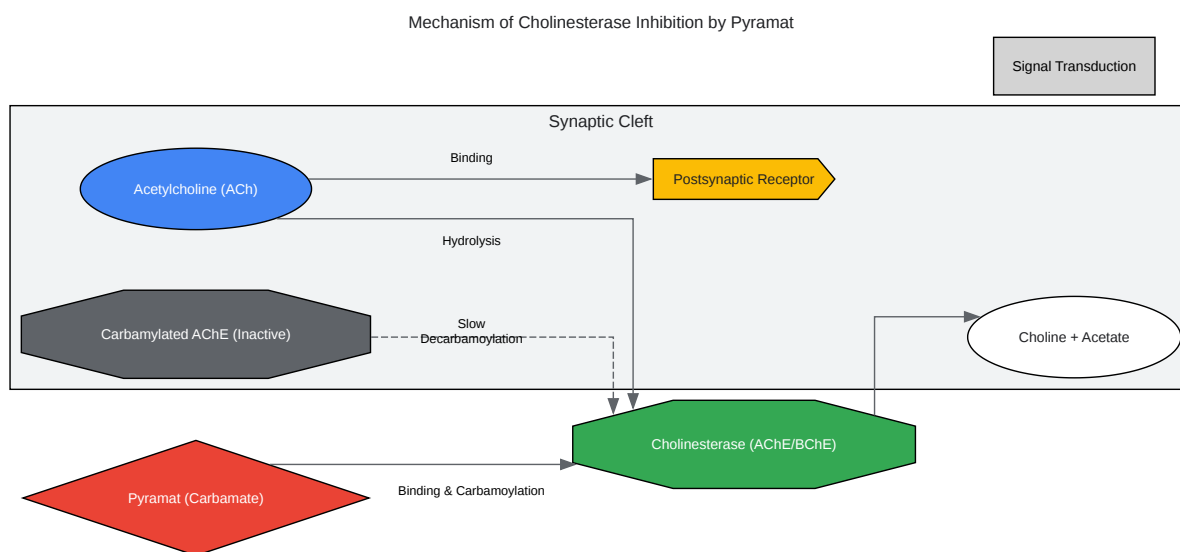 Mechanism of Cholinesterase Inhibition by Pyramat
Signal Transduction
Synaptic Cleft
Acetylcholine (ACh)
Binding
Postsynaptic Receptor
Hydrolysis
Carbamylated AChE (Inactive)
Slow
Decarbamoylation
Choline + Acetate
Cholinesterase (AChE/BChE)
Pyramat (Carbamate)
Binding & Carbamoylation